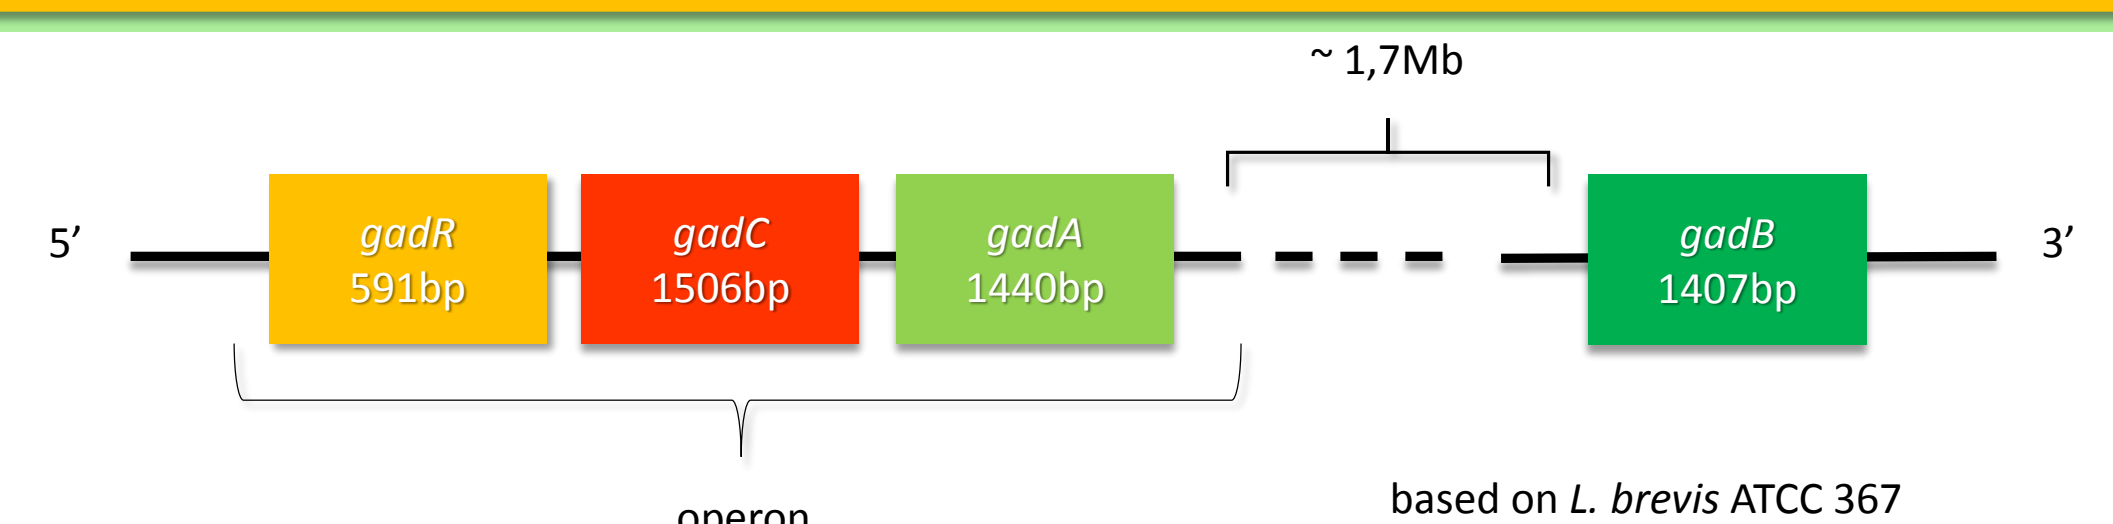 ~ 1,7Mb
5’
gadR
591bp
gadC
1506bp
gadA
1440bp
gadB
1407bp
3’
operon
based on L. brevis ATCC 367